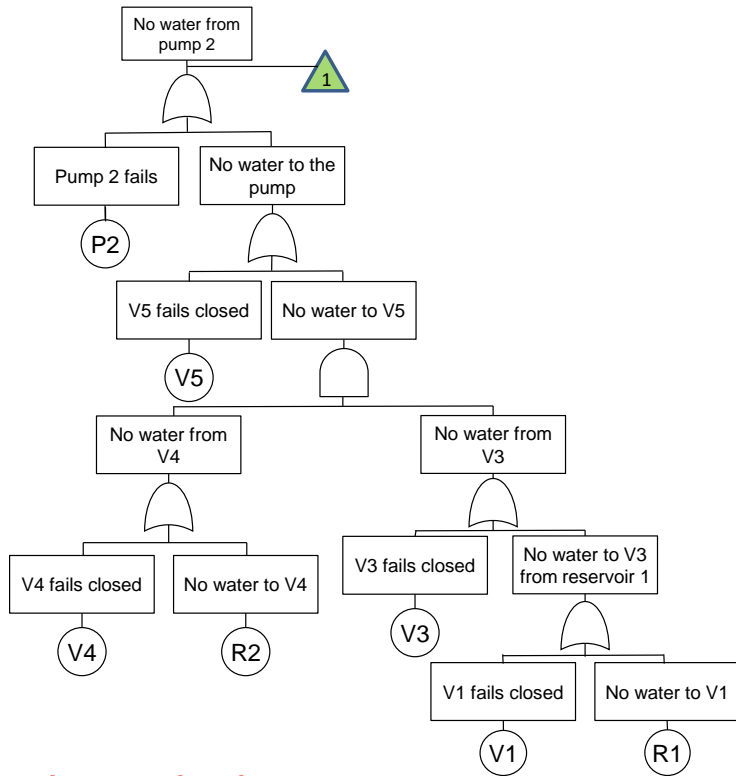 No water from
pump 2
1
Pump 2 fails
No water to the
pump
P2
V5 fails closed
No water to V5
V5
No water from
V4
No water from
V3
V4 fails closed
No water to V4
V3 fails closed
No water to V3
from reservoir 1
V4
R2
V3
V1 fails closed
No water to V1
V1
R1